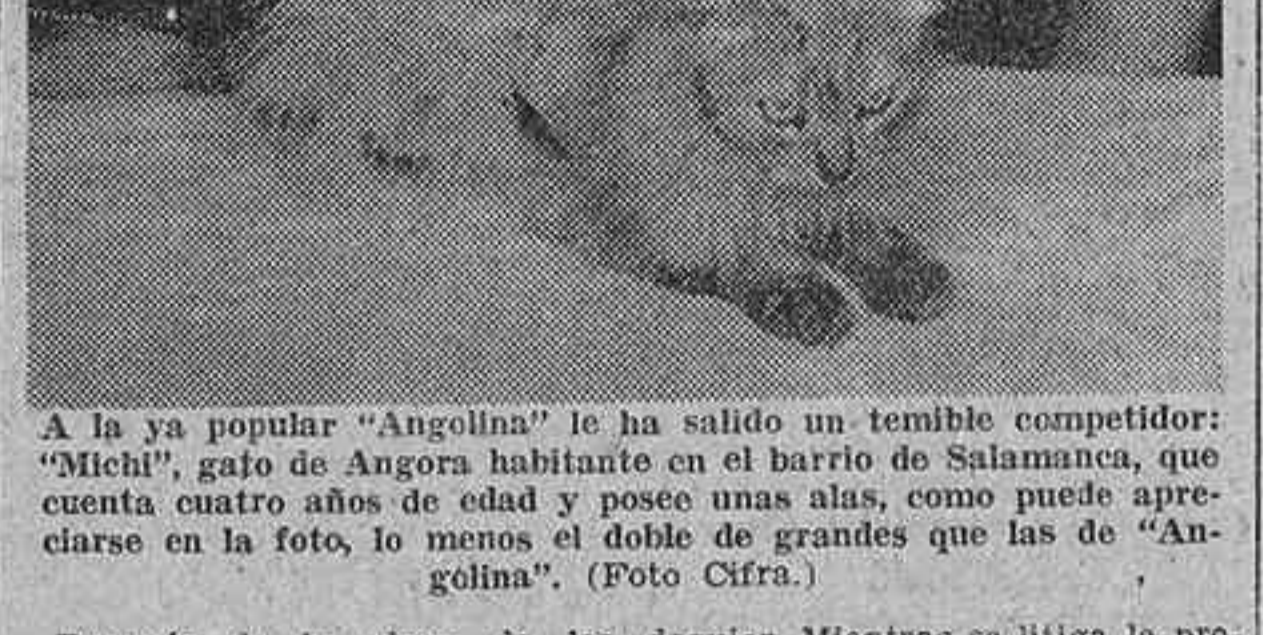 A la ya popular "Angolina" le ha salido un temible competidor:
"Michi", gato de Angora habitante en el barrio de Salamanca, que
cuenta cuatro años de edad y posee unas alas, como puede apre-
ciarse en la foto, lo menos el doble de grandes que las de "An-
golina". (Foto Cifra.)